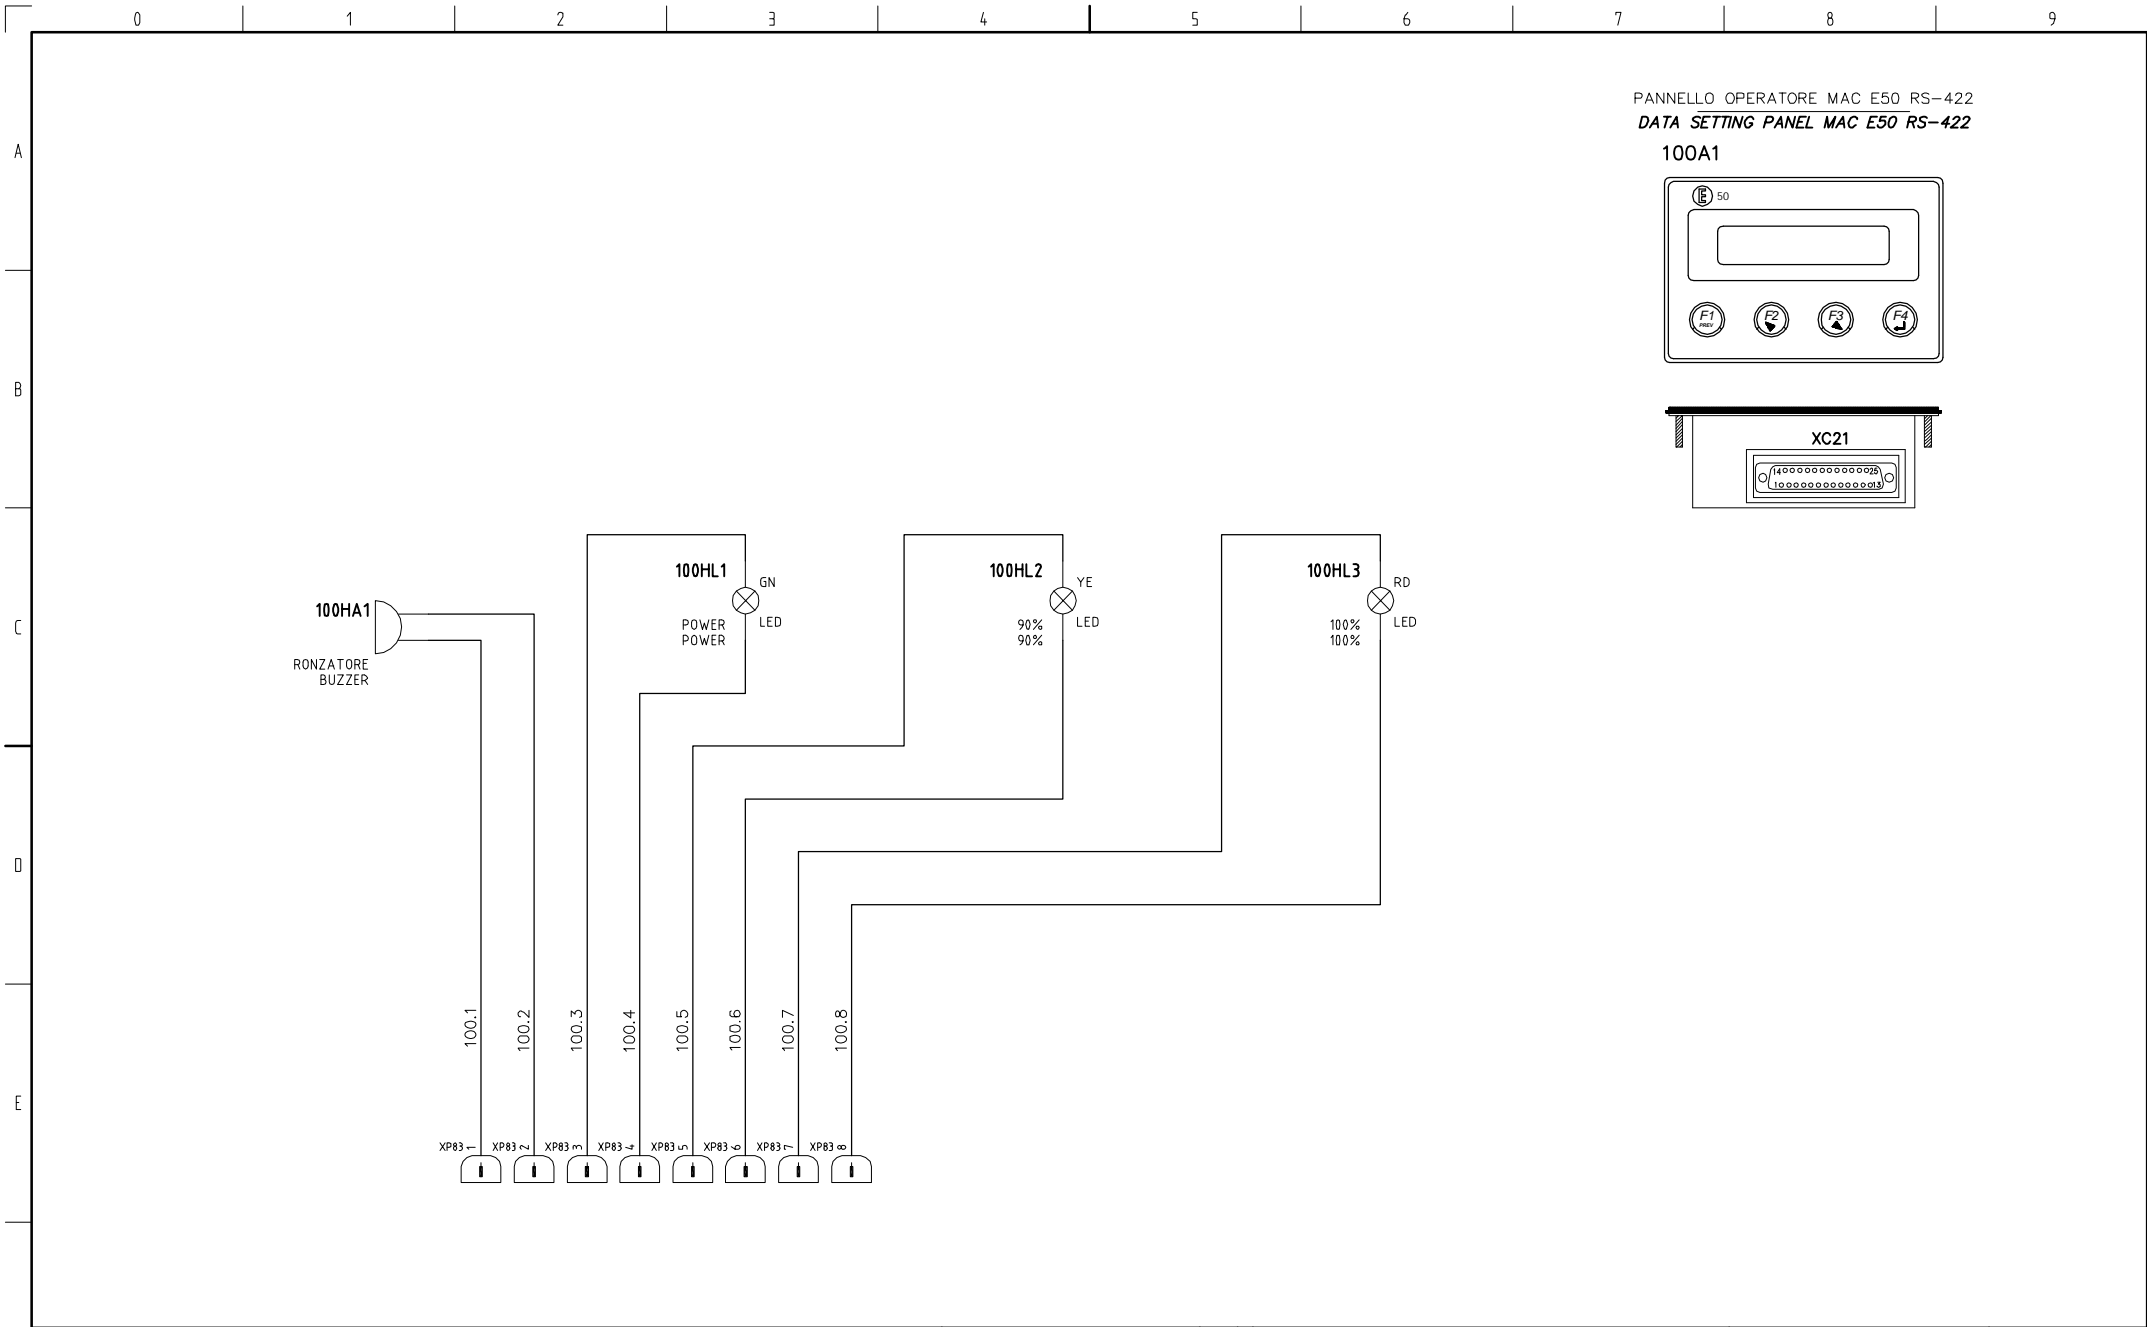 0 1 2 3 4 5 6 7 8 9
A
B
C
D
E
PANNELLO OPERATORE MAC E50 RS-422
DATA SETTING PANEL MAC E50 RS-422
100A1
E 50
F1 F2 F3 F4
PREV
XC21
14 25
1 13
100HL1 GN
POWER LED
POWER
100HL2 YE
90% LED
90%
100HL3 RD
100% LED
100%
100HA1
RONZATORE
BUZZER
100.1 100.2 100.3 100.4 100.5 100.6 100.7 100.8
XP83 1 XP83 2 XP83 3 XP83 4 XP83 5 XP83 6 XP83 7 XP83 8